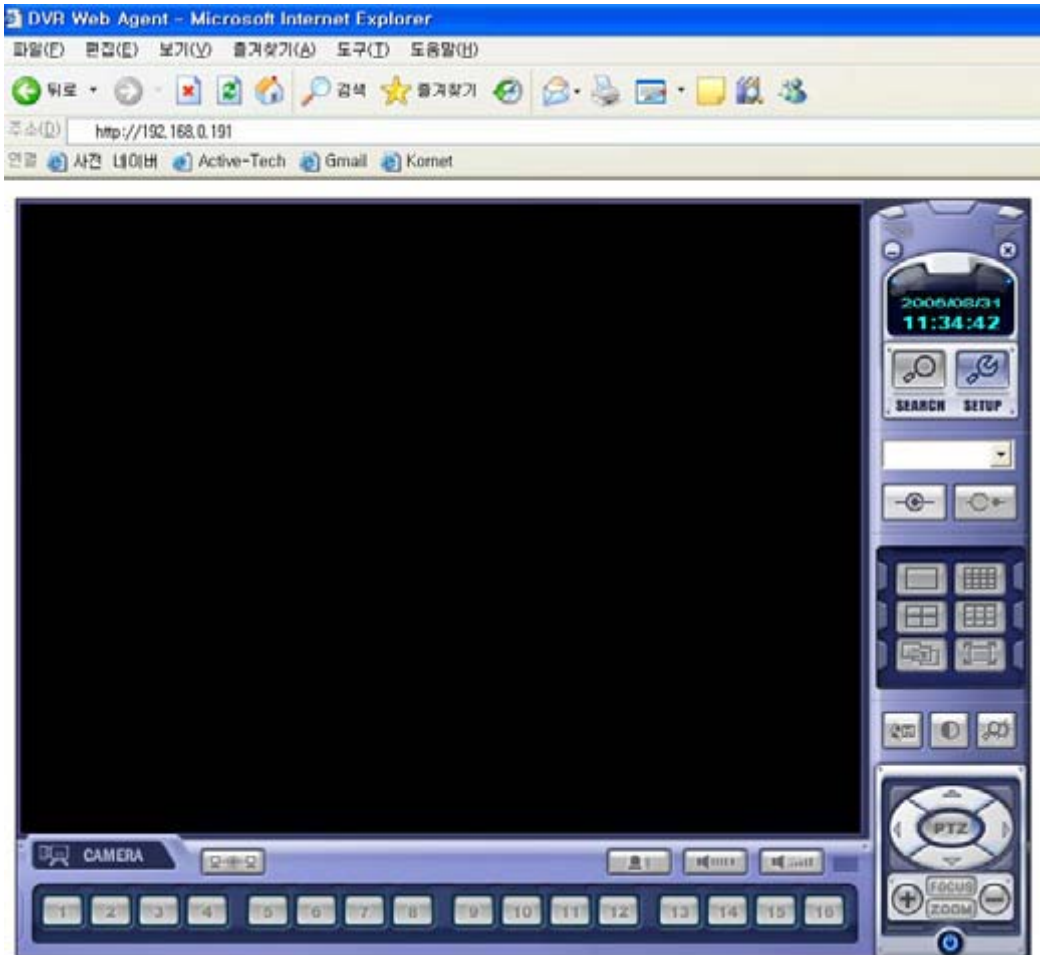 DVR Web Agent - Microsoft Internet Explorer
파일(F) 편집(E) 보기(V) 즐겨찾기(A) 도구(T) 도움말(H)
뒤로 검색 즐겨찾기
주소(D) http://192.168.0.191
연결 사전 네이버 Active-Tech Gmail Kornet
2006/08/31
11:34:42
SEARCH SETUP
PTZ
CAMERA
FOCUS
ZOOM
1 2 3 4 5 6 7 8 9 10 11 12 13 14 15 16